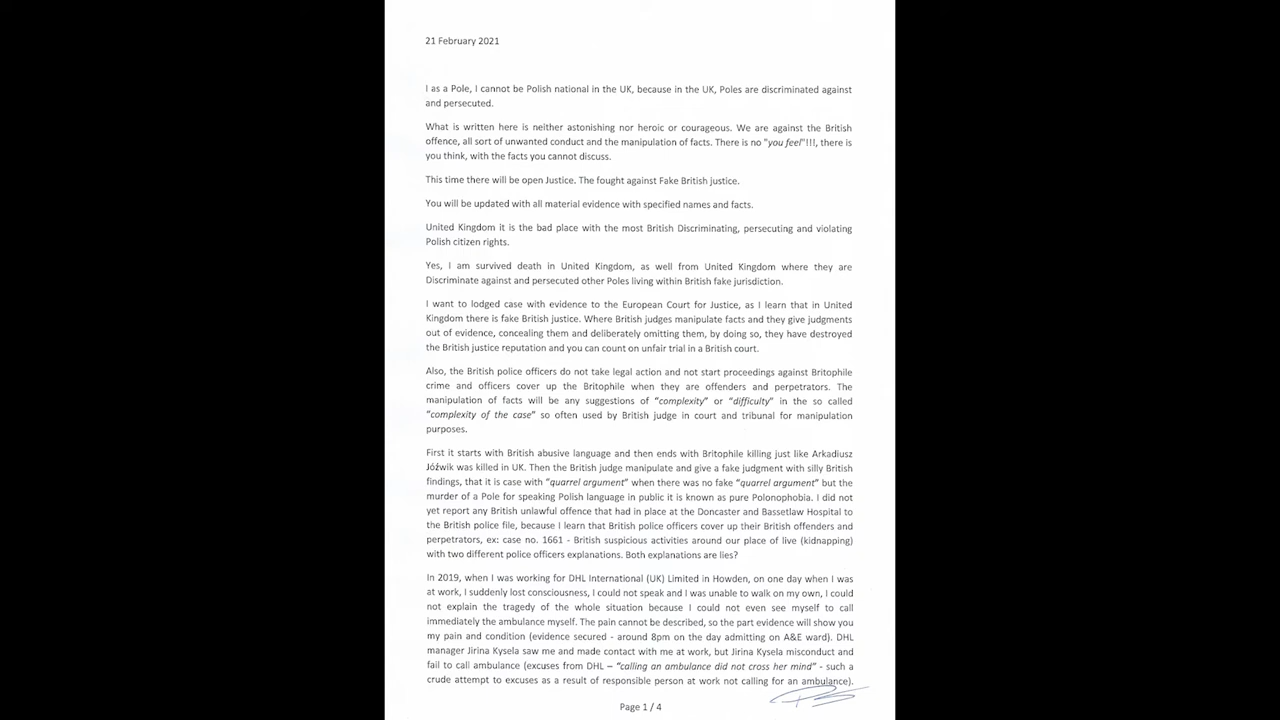 21 February 2021
I as a Pole, I cannot be Polish national in the UK, because in the UK, Poles are discriminated against
and persecuted.
What is written here is neither astonishing nor heroic or courageous. We are against the British
offence, all sort of unwanted conduct and the manipulation of facts. There is no "you feel"!!!, there is
you think, with the facts you cannot discuss.
This time there will be open Justice. The fought against Fake British justice.
You will be updated with all material evidence with specified names and facts.
United Kingdom it is the bad place with the most British Discriminating, persecuting and violating
Polish citizen rights.
Yes, I am survived death in United Kingdom, as well from United Kingdom where they are
Discriminate against and persecuted other Poles living within British fake jurisdiction.
I want to lodged case with evidence to the European Court for Justice, as I learn that in United
Kingdom there is fake British justice. Where British judges manipulate facts and they give judgments
out of evidence, concealing them and deliberately omitting them, by doing so, they have destroyed
the British justice reputation and you can count on unfair trial in a British court.
Also, the British police officers do not take legal action and not start proceedings against Britophile
crime and officers cover up the Britophile when they are offenders and perpetrators. The
manipulation of facts will be any suggestions of "complexity" or "difficulty" in the so called
"complexity of the case" so often used by British judge in court and tribunal for manipulation
purposes.
First it starts with British abusive language and then ends with Britophile killing just like Arkadiusz
Jóźwik was killed in UK. Then the British judge manipulate and give a fake judgment with silly British
findings, that it is case with "quarrel argument" when there was no fake "quarrel argument" but the
murder of a Pole for speaking Polish language in public it is known as pure Polonophobia. I did not
yet report any British unlawful offence that had in place at the Doncaster and Bassetlaw Hospital to
the British police file, because I learn that British police officers cover up their British offenders and
perpetrators, ex: case no. 1661 - British suspicious activities around our place of live (kidnapping)
with two different police officers explanations. Both explanations are lies?
In 2019, when I was working for DHL International (UK) Limited in Howden, on one day when I was
at work, I suddenly lost consciousness, I could not speak and I was unable to walk on my own, I could
not explain the tragedy of the whole situation because I could not even see myself to call
immediately the ambulance myself. The pain cannot be described, so the part evidence will show you
my pain and condition (evidence secured - around 8pm on the day admitting on A&E ward). DHL
manager Jirina Kysela saw me and made contact with me at work, but Jirina Kysela misconduct and
fail to call ambulance (excuses from DHL – "calling an ambulance did not cross her mind" - such a
crude attempt to excuses as a result of responsible person at work not calling for an ambulance).
Page 1 / 4